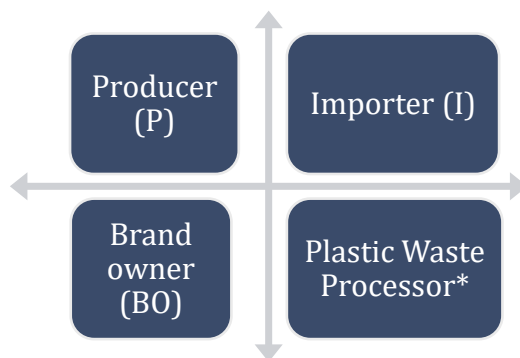 Producer
(P)
Importer (I)
Brand
owner
(BO)
Plastic Waste
Processor*